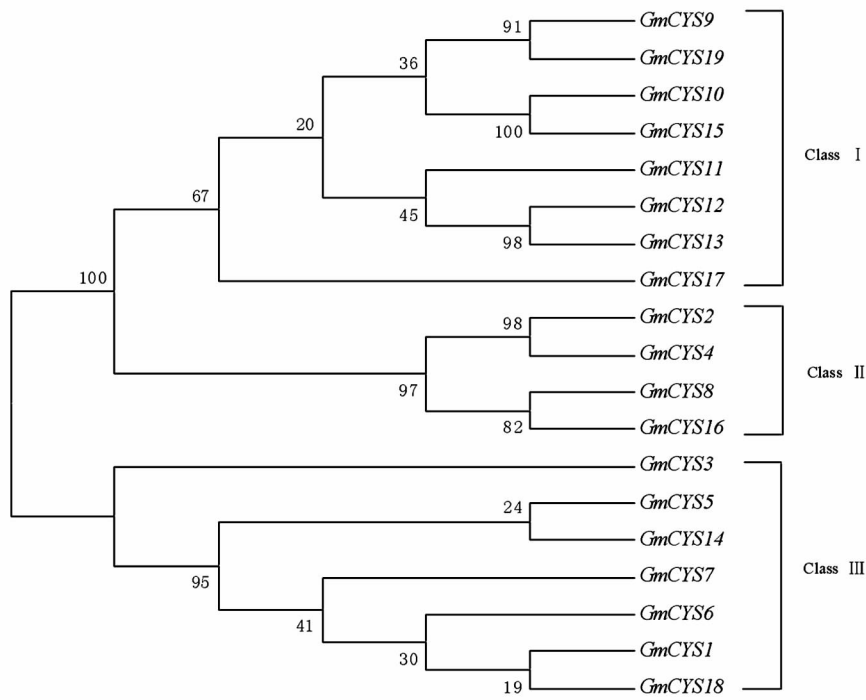 91
GmCYS9
GmCYS19
36
GmCYS10
100
GmCYS15
20
Class Ⅰ
GmCYS11
67
45
GmCYS12
98
GmCYS13
100
GmCYS17
98
GmCYS2
GmCYS4
Class Ⅱ
97
GmCYS8
82
GmCYS16
GmCYS3
24
GmCYS5
GmCYS14
Class Ⅲ
95
GmCYS7
41
GmCYS6
30
GmCYS1
19
GmCYS18